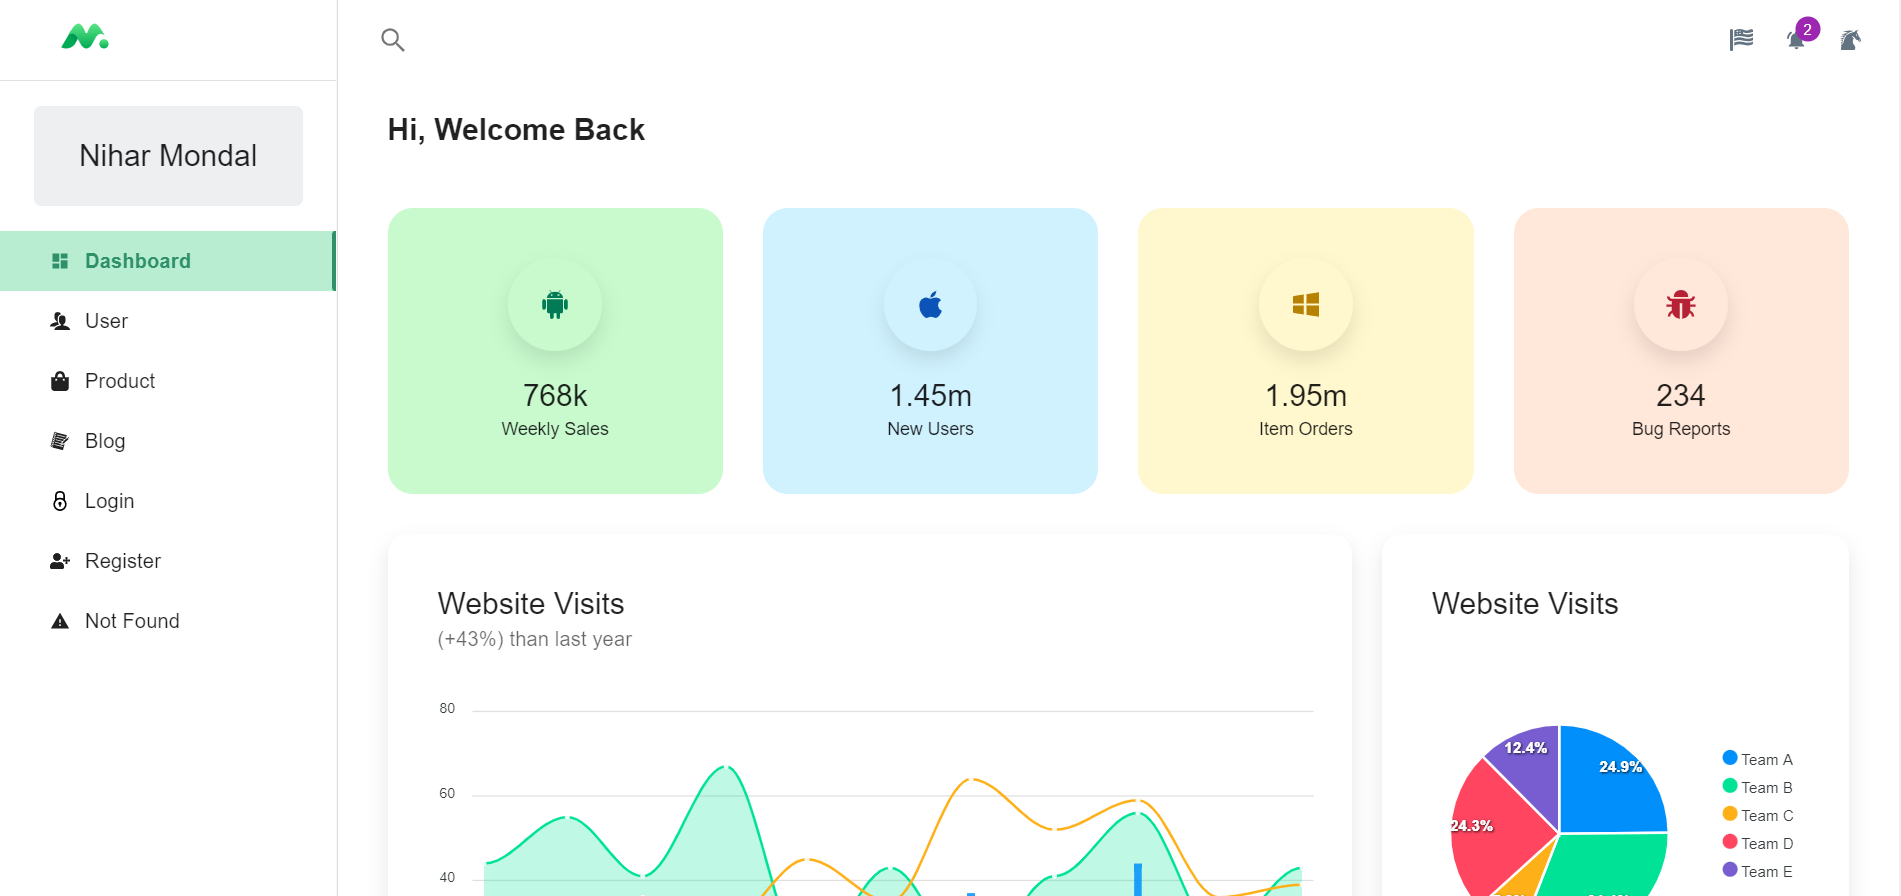 2
Nihar Mondal
Dashboard
User
Product
Blog
Login
Register
Not Found
Hi, Welcome Back
768k
Weekly Sales
1.45m
New Users
1.95m
Item Orders
234
Bug Reports
Website Visits
(+43%) than last year
80
60
40
Website Visits
12.4%
24.9%
24.3%
Team A
Team B
Team C
Team D
Team E